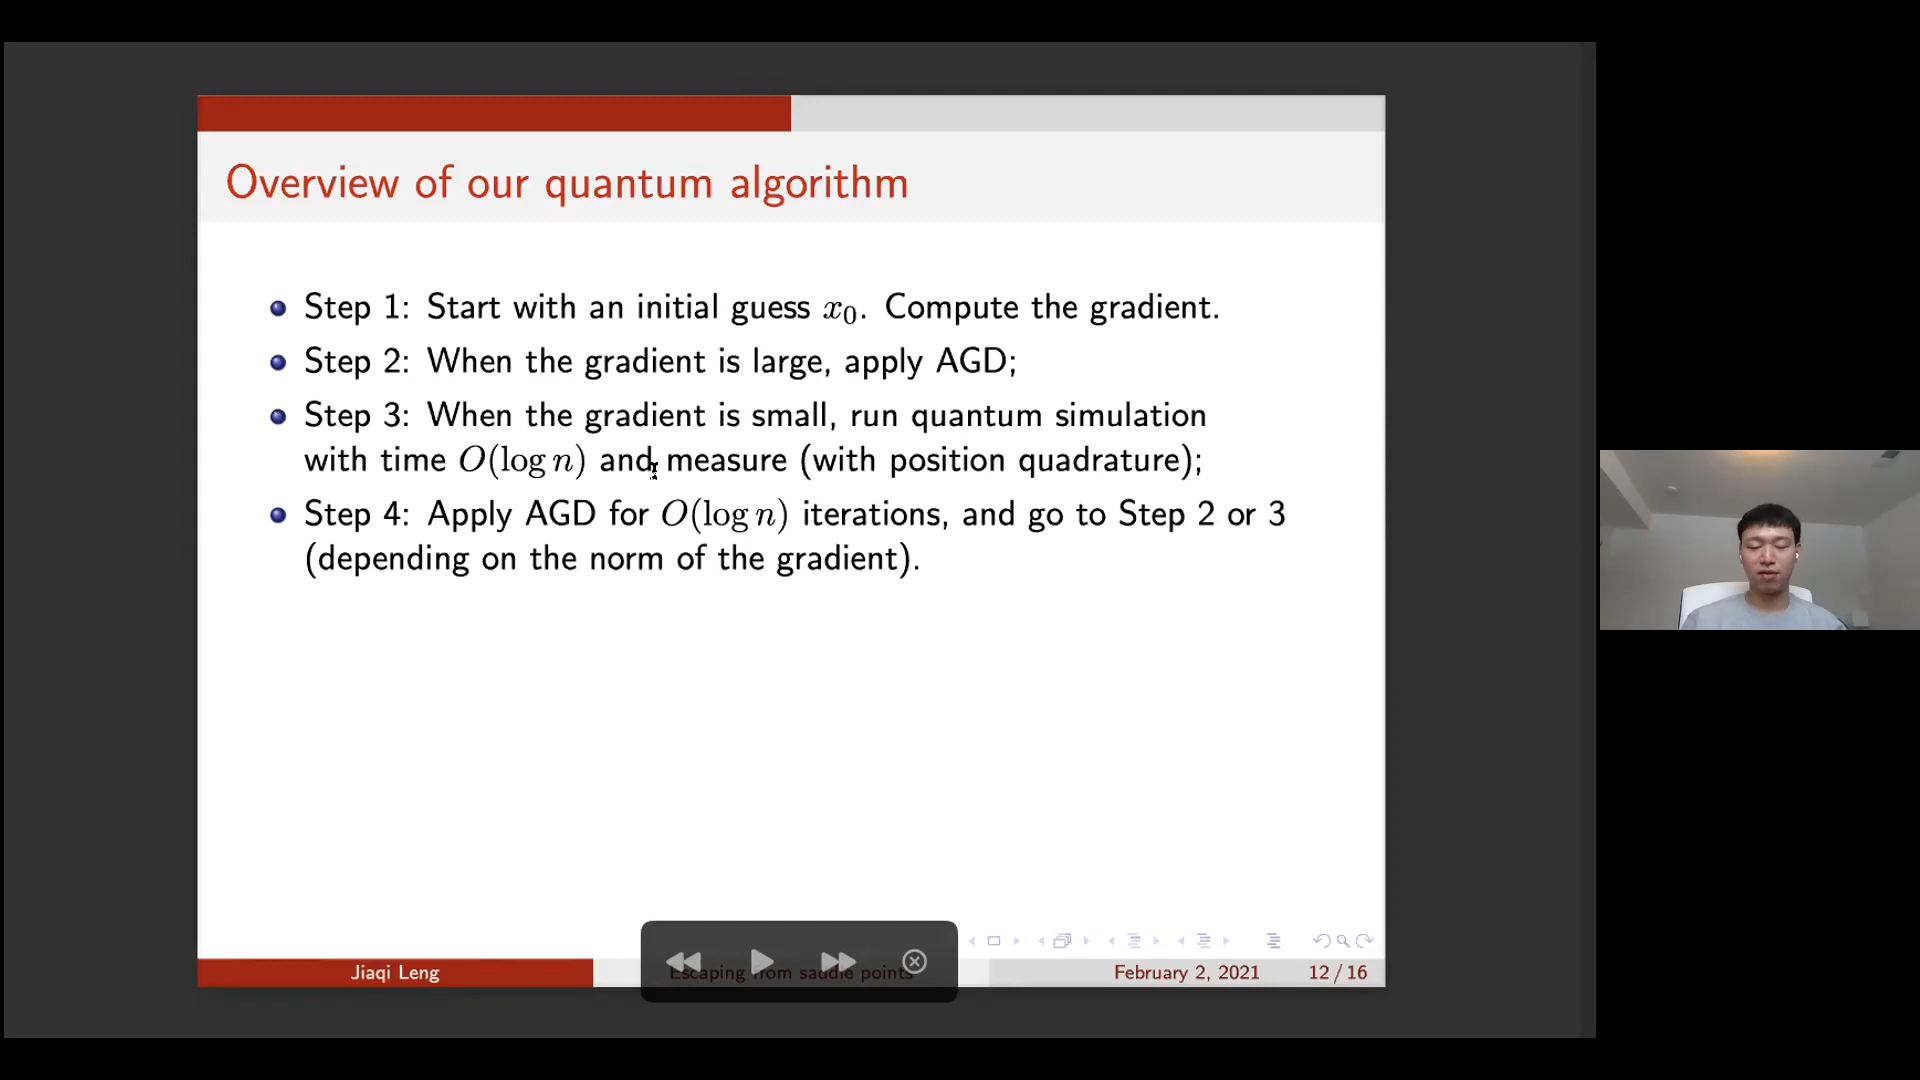 Overview of our quantum algorithm
Step 1: Start with an initial guess x₀. Compute the gradient.
Step 2: When the gradient is large, apply AGD;
Step 3: When the gradient is small, run quantum simulation
with time O(log n) and measure (with position quadrature);
Step 4: Apply AGD for O(log n) iterations, and go to Step 2 or 3
(depending on the norm of the gradient).
Jiaqi Leng
Escaping from saddle points
February 2, 2021
12 / 16